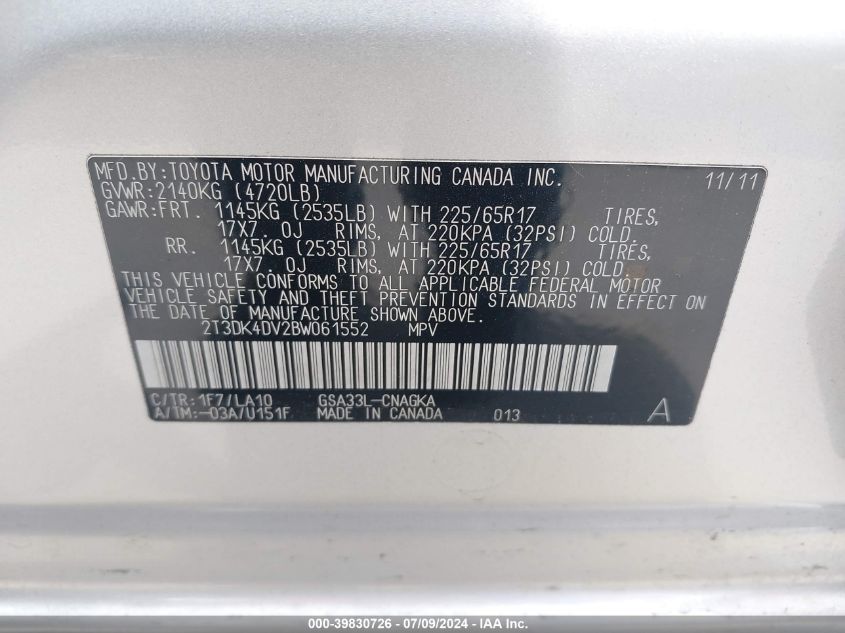 MFD.BY:TOYOTA MOTOR MANUFACTURING CANADA INC. 11/11
GVWR:2140KG (4720LB)
GAWR:FRT. 1145KG (2535LB) WITH 225/65R17 TIRES,
17X7.0J RIMS, AT 220KPA (32PSI) COLD,
RR. 1145KG (2535LB) WITH 225/65R17 TIRES,
17X7.0J RIMS, AT 220KPA (32PSI) COLD.
THIS VEHICLE CONFORMS TO ALL APPLICABLE FEDERAL MOTOR
VEHICLE SAFETY AND THEFT PREVENTION STANDARDS IN EFFECT ON
THE DATE OF MANUFACTURE SHOWN ABOVE.
2T3DK4DV2BW061552 MPV
C/TR:1F7/LA10 GSA33L-CNAGKA
A/TM:-03A/U151F MADE IN CANADA 013 A
000-39830726 - 07/09/2024 - IAA Inc.